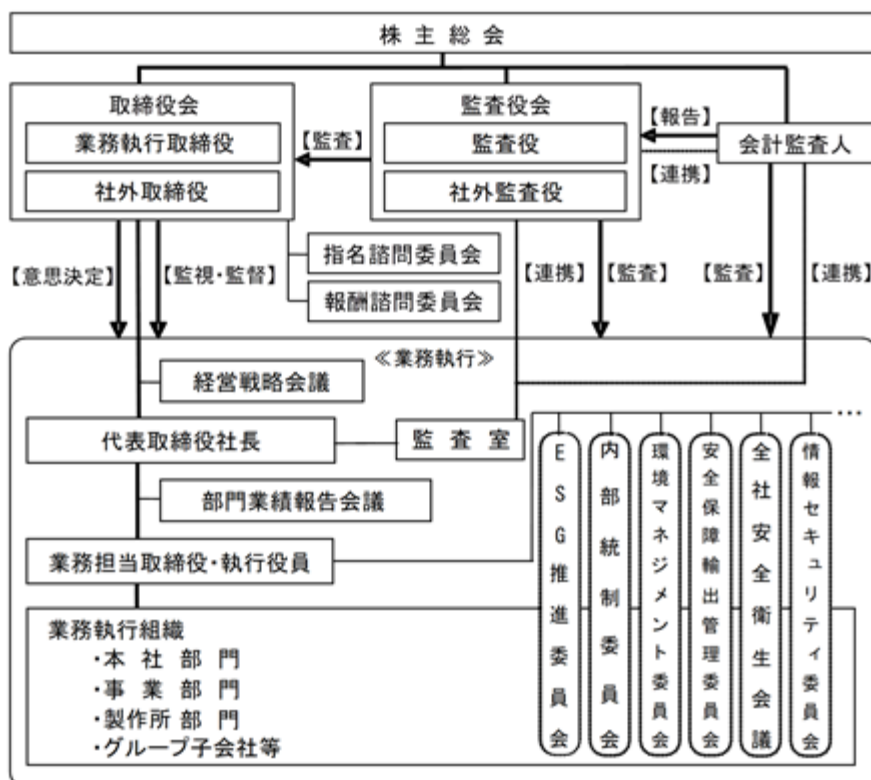 株主総会
取締役会
業務執行取締役
社外取締役
【監査】
監査役会
監査役
社外監査役
【報告】
【連携】
会計監査人
【意思決定】
【監視・監督】
指名諮問委員会
報酬諮問委員会
【連携】
【監査】
【監査】
【連携】
≪業務執行≫
経営戦略会議
代表取締役社長
監査室
部門業績報告会議
業務担当取締役・執行役員
業務執行組織
・本社部門
・事業部門
・製作所部門
・グループ子会社等
ESG推進委員会
内部統制委員会
環境マネジメント委員会
安全保障輸出管理委員会
全社安全衛生会議
情報セキュリティ委員会
…